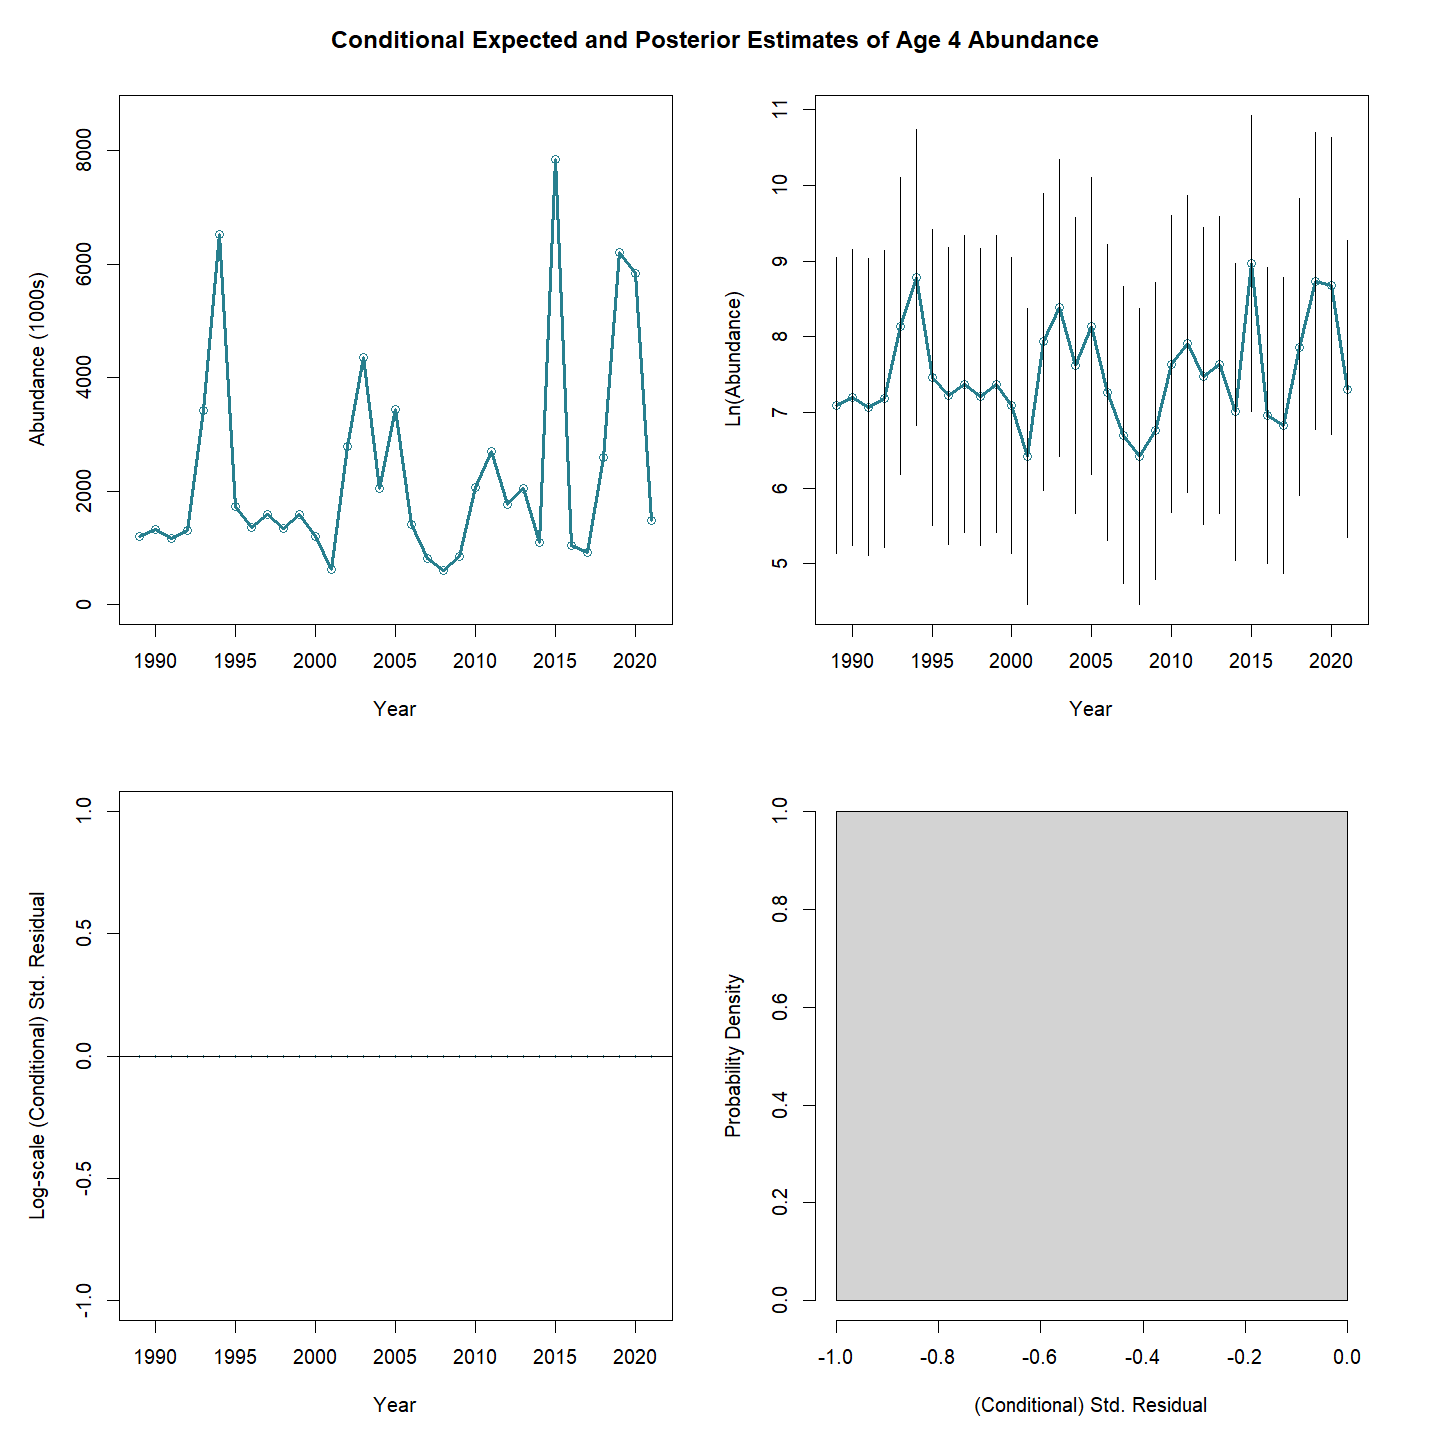 Conditional Expected and Posterior Estimates of Age 4 Abundance
Abundance (1000s)
8000
6000
4000
2000
0
1990 1995 2000 2005 2010 2015 2020
Year
Ln(Abundance)
11
10
9
8
7
6
5
1990 1995 2000 2005 2010 2015 2020
Year
Log-scale (Conditional) Std. Residual
1.0
0.5
0.0
-0.5
-1.0
1990 1995 2000 2005 2010 2015 2020
Year
Probability Density
1.0
0.8
0.6
0.4
0.2
0.0
-1.0 -0.8 -0.6 -0.4 -0.2 0.0
(Conditional) Std. Residual